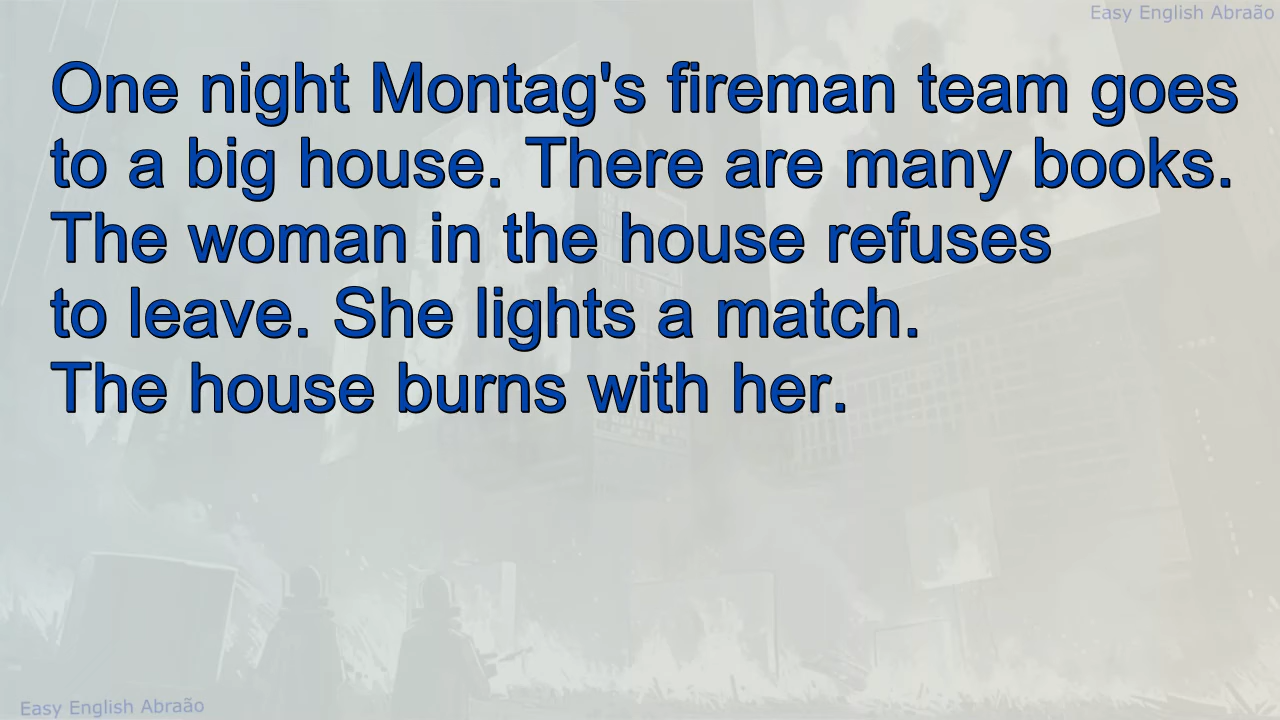 Easy English Abraão
One night Montag's fireman team goes
to a big house. There are many books.
The woman in the house refuses
to leave. She lights a match.
The house burns with her.
Easy English Abraão